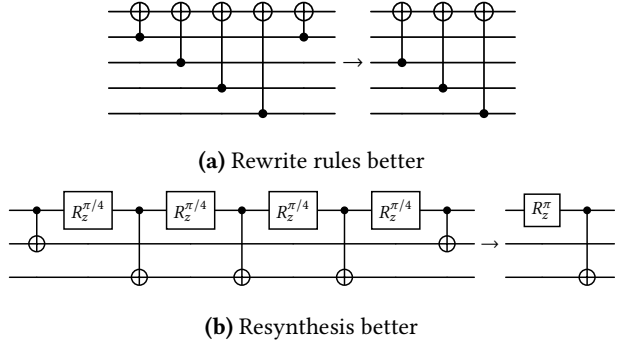 →
(a) Rewrite rules better
R_z^{π/4} R_z^{π/4} R_z^{π/4} R_z^{π/4} → R_z^π
(b) Resynthesis better